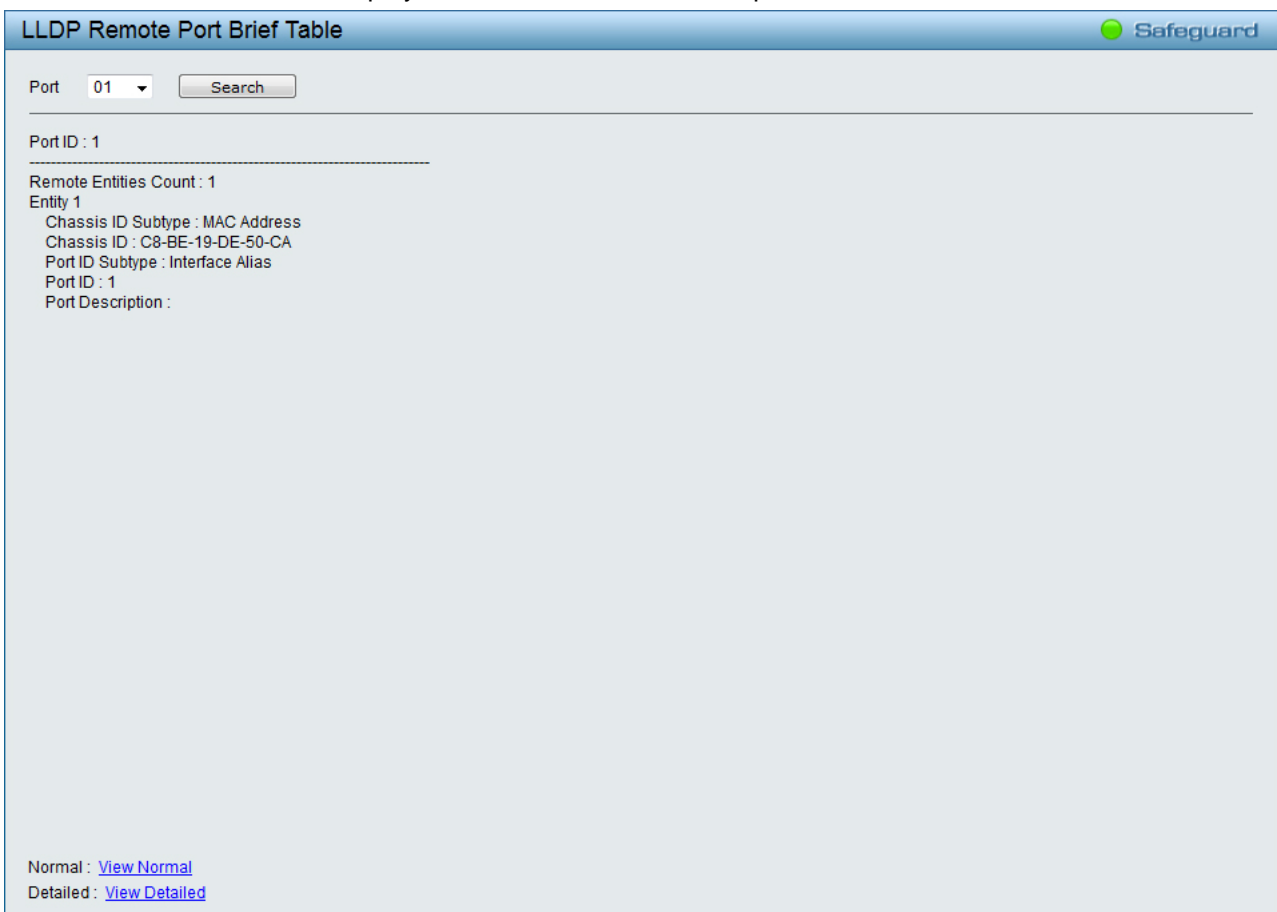 LLDP Remote Port Brief Table
Safeguard
Port 01 Search
Port ID : 1
--------------------------------------------------------------------------------
Remote Entities Count : 1
Entity 1
Chassis ID Subtype : MAC Address
Chassis ID : C8-BE-19-DE-50-CA
Port ID Subtype : Interface Alias
Port ID : 1
Port Description :
Normal : View Normal
Detailed : View Detailed